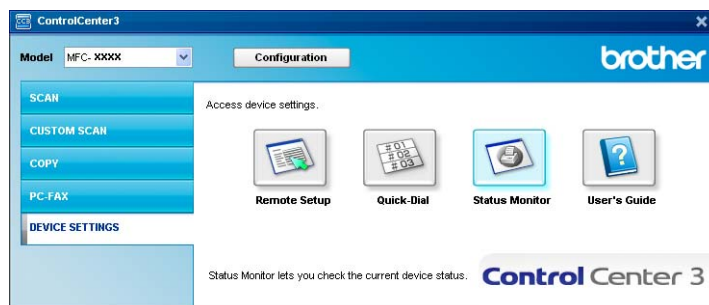 ControlCenter3
Model MFC- XXXX Configuration brother
SCAN
CUSTOM SCAN
COPY
PC-FAX
DEVICE SETTINGS
Access device settings.
#01
#02
#03
?
Remote Setup Quick-Dial Status Monitor User's Guide
Status Monitor lets you check the current device status. Control Center 3